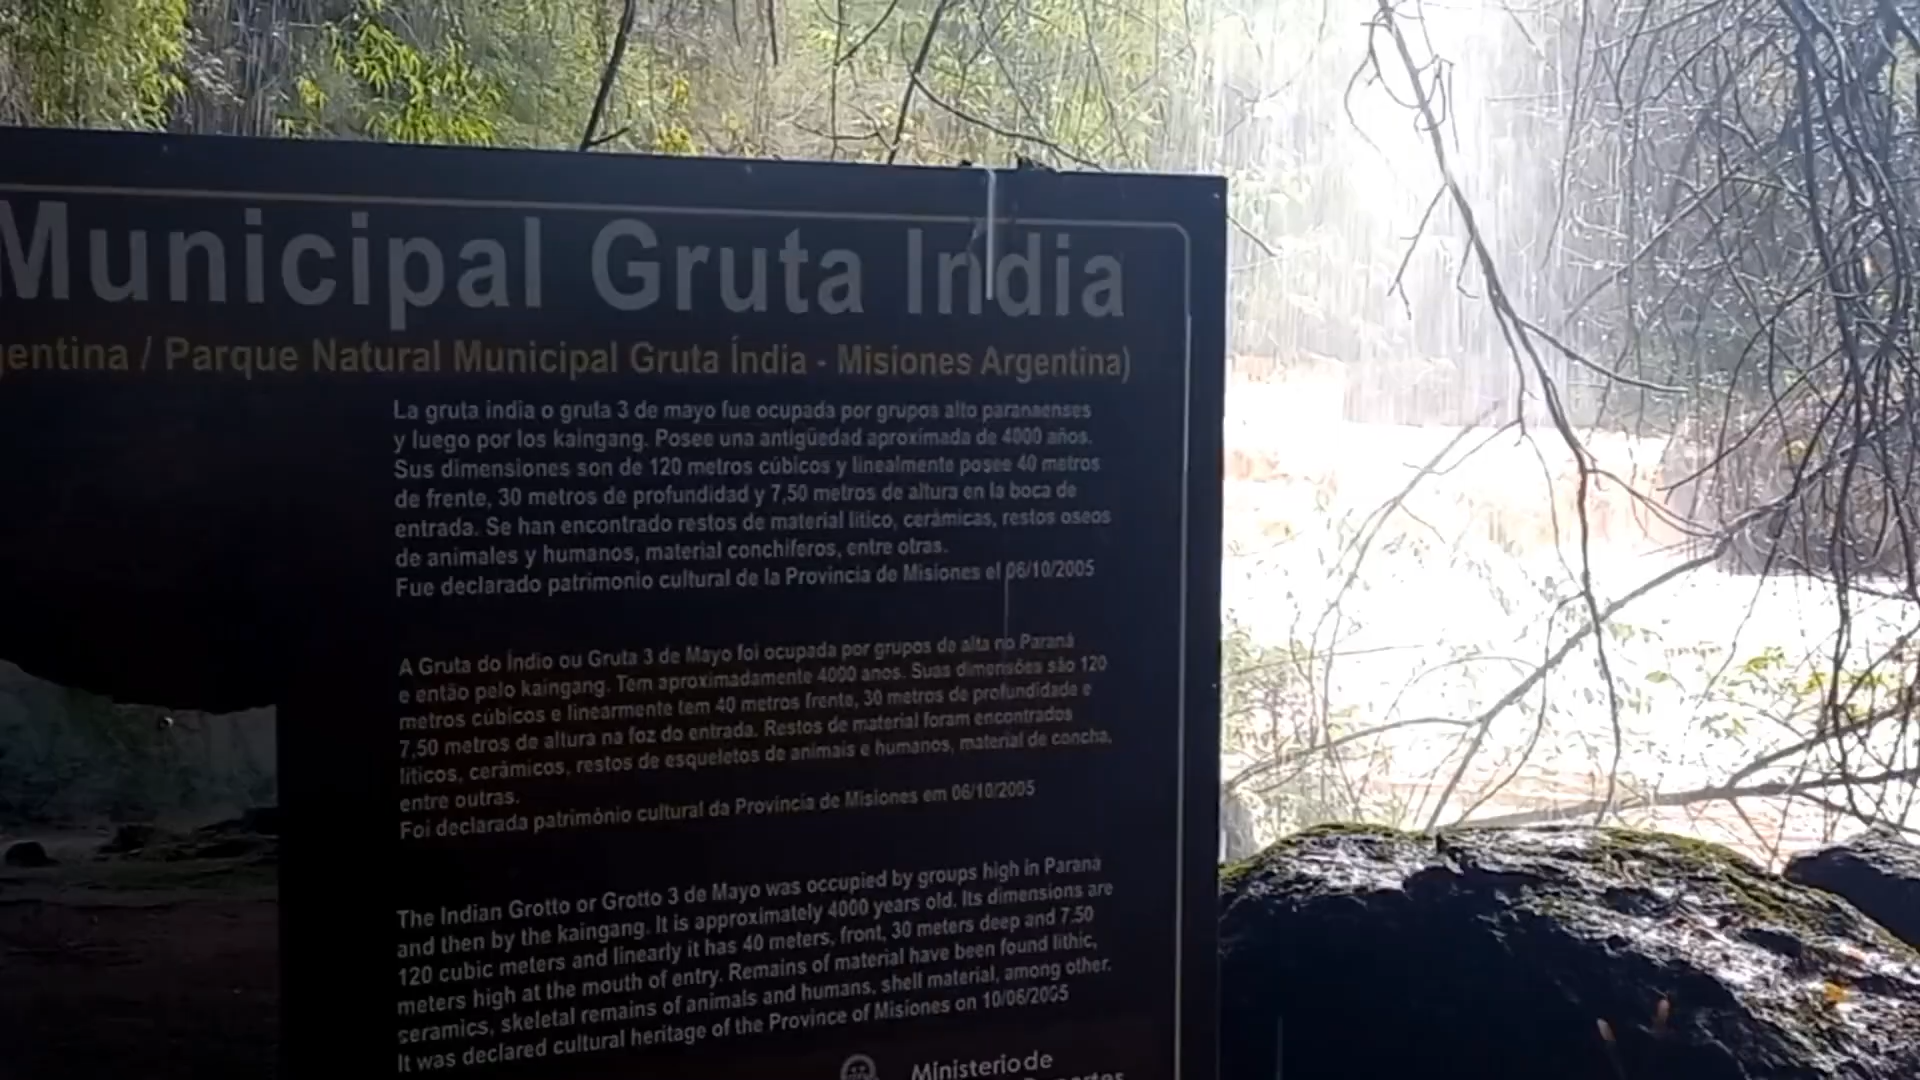 Municipal Gruta India
gentina / Parque Natural Municipal Gruta Índia - Misiones Argentina)
La gruta india o gruta 3 de mayo fue ocupada por grupos alto paranaenses
y luego por los kaingang. Posee una antigüedad aproximada de 4000 años.
Sus dimensiones son de 120 metros cúbicos y linealmente posee 40 metros
de frente, 30 metros de profundidad y 7,50 metros de altura en la boca de
entrada. Se han encontrado restos de material lítico, cerámicas, restos oseos
de animales y humanos, material conchiferos, entre otras.
Fue declarado patrimonio cultural de la Provincia de Misiones el 06/10/2005
A Gruta do Índio ou Gruta 3 de Mayo foi ocupada por grupos de alta no Paraná
e então pelo kaingang. Tem aproximadamente 4000 anos. Suas dimensões são 120
metros cúbicos e linearmente tem 40 metros frente, 30 metros de profundidade e
7,50 metros de altura na foz do entrada. Restos de material foram encontrados
líticos, cerâmicos, restos de esqueletos de animais e humanos, material de concha,
entre outras.
Foi declarada patrimônio cultural da Provincia de Misiones em 06/10/2005
The Indian Grotto or Grotto 3 de Mayo was occupied by groups high in Paraná
and then by the kaingang. It is approximately 4000 years old. Its dimensions are
120 cubic meters and linearly it has 40 meters, front, 30 meters deep and 7.50
meters high at the mouth of entry. Remains of material have been found lithic,
ceramics, skeletal remains of animals and humans, shell material, among other.
It was declared cultural heritage of the Province of Misiones on 10/06/2005
Ministerio de